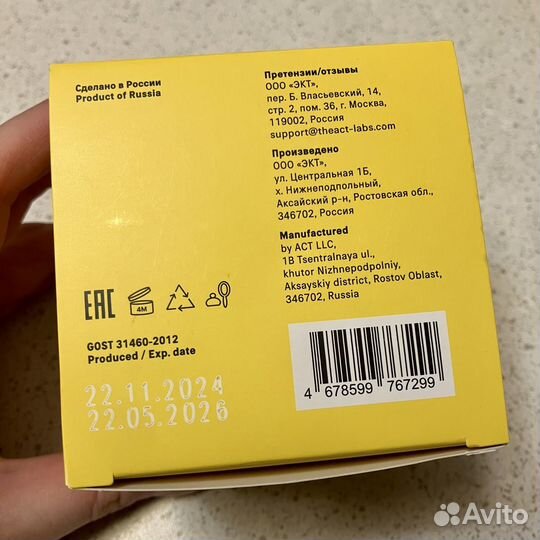 Сделано в России
Product of Russia
Претензии/отзывы
ООО «ЭКТ»,
пер. Б. Власьевский, 14,
стр. 2, пом. 36, г. Москва,
119002, Россия
support@theact-labs.com
Произведено
ООО «ЭКТ»,
ул. Центральная 1Б,
х. Нижнеподпольный,
Аксайский р-н, Ростовская обл.,
346702, Россия
Manufactured
by ACT LLC,
1B Tsentralnaya ul.,
khutor Nizhnepodpolniy,
Aksayskiy district, Rostov Oblast,
346702, Russia
EAC
4M
GOST 31460-2012
Produced / Exp. date
22.11.2024
22.05.2026
4 678599 767299
Avito